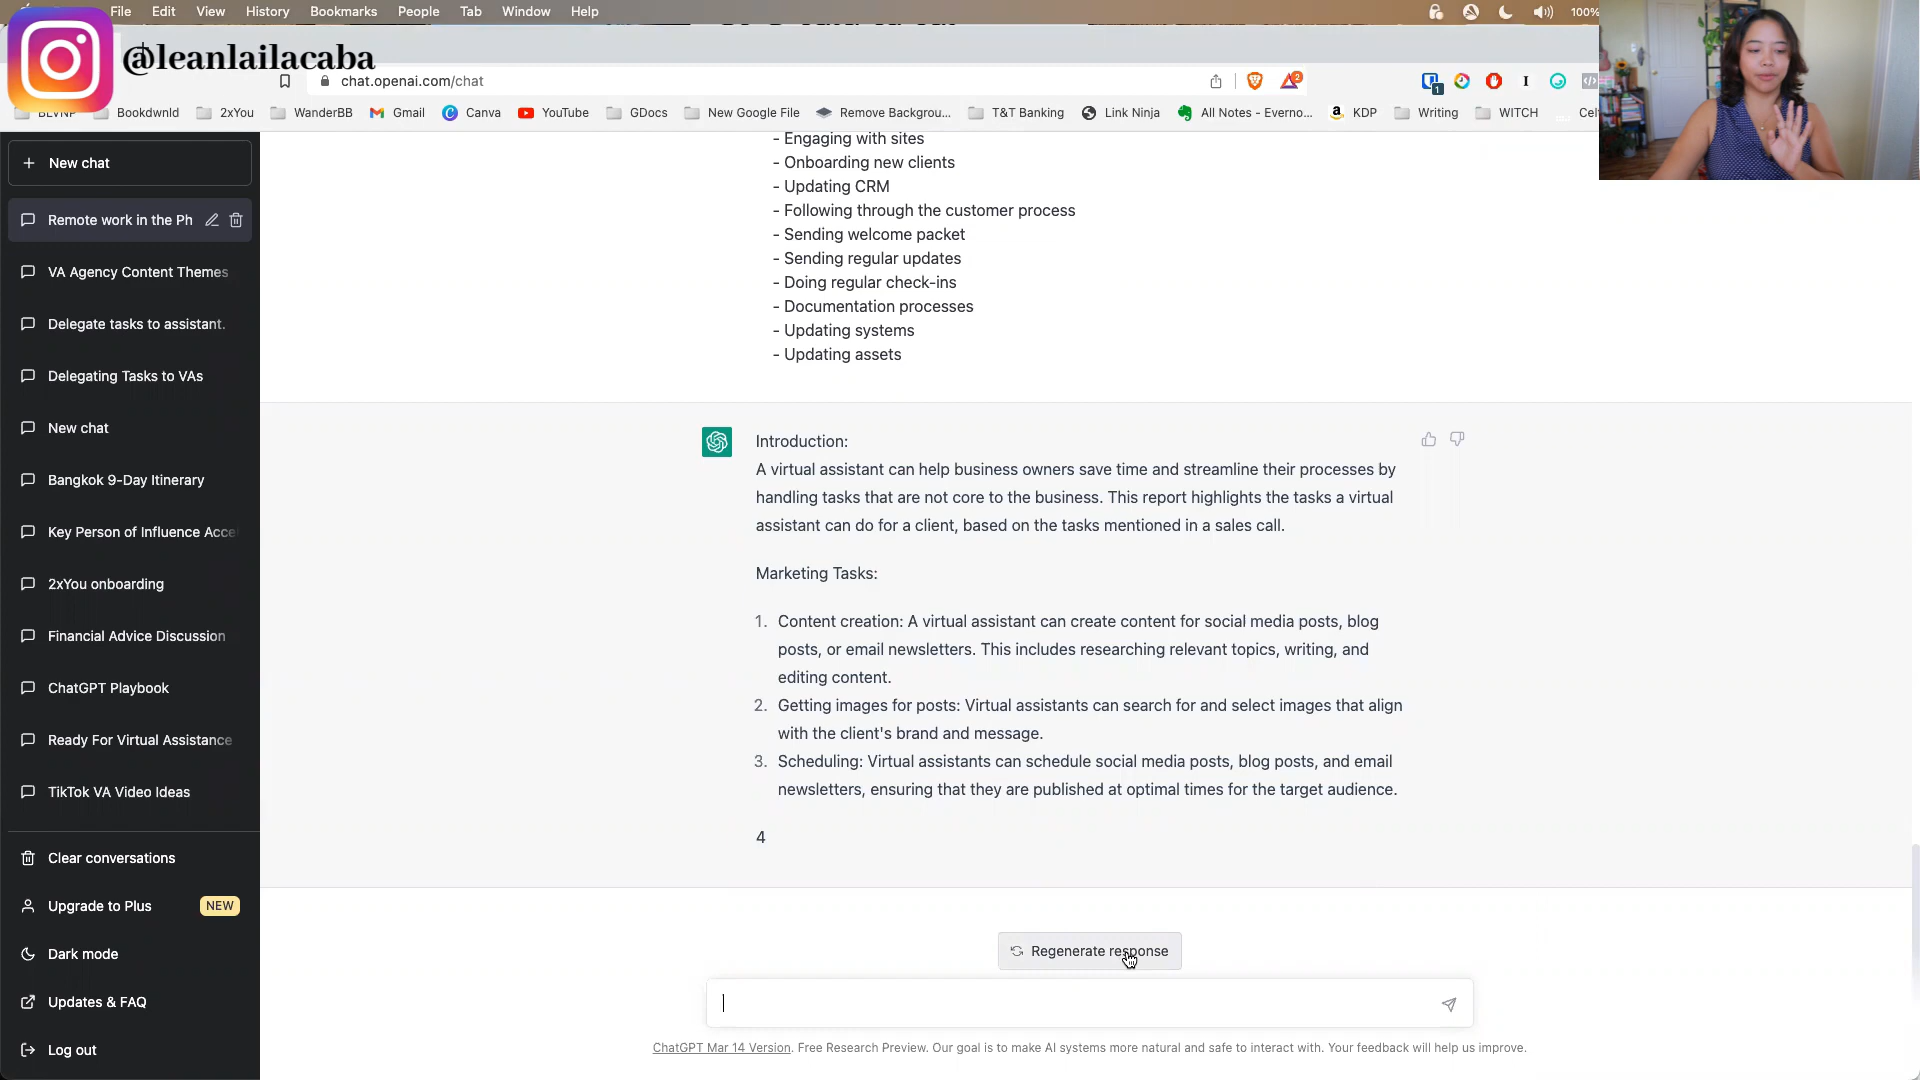 File Edit View History Bookmarks People Tab Window Help
100%
@leanlailacaba
chat.openai.com/chat
2
1
BLVNP Bookdwnld 2xYou WanderBB Gmail Canva YouTube GDocs New Google File Remove Backgrou... T&T Banking Link Ninja All Notes - Everno... KDP Writing WITCH Cel
New chat
Remote work in the Ph
VA Agency Content Themes
Delegate tasks to assistant.
Delegating Tasks to VAs
New chat
Bangkok 9-Day Itinerary
Key Person of Influence Acce
2xYou onboarding
Financial Advice Discussion
ChatGPT Playbook
Ready For Virtual Assistance
TikTok VA Video Ideas
Clear conversations
Upgrade to Plus NEW
Dark mode
Updates & FAQ
Log out
- Engaging with sites
- Onboarding new clients
- Updating CRM
- Following through the customer process
- Sending welcome packet
- Sending regular updates
- Doing regular check-ins
- Documentation processes
- Updating systems
- Updating assets
Introduction:
A virtual assistant can help business owners save time and streamline their processes by
handling tasks that are not core to the business. This report highlights the tasks a virtual
assistant can do for a client, based on the tasks mentioned in a sales call.
Marketing Tasks:
1. Content creation: A virtual assistant can create content for social media posts, blog
posts, or email newsletters. This includes researching relevant topics, writing, and
editing content.
2. Getting images for posts: Virtual assistants can search for and select images that align
with the client's brand and message.
3. Scheduling: Virtual assistants can schedule social media posts, blog posts, and email
newsletters, ensuring that they are published at optimal times for the target audience.
4
Regenerate response
ChatGPT Mar 14 Version. Free Research Preview. Our goal is to make AI systems more natural and safe to interact with. Your feedback will help us improve.